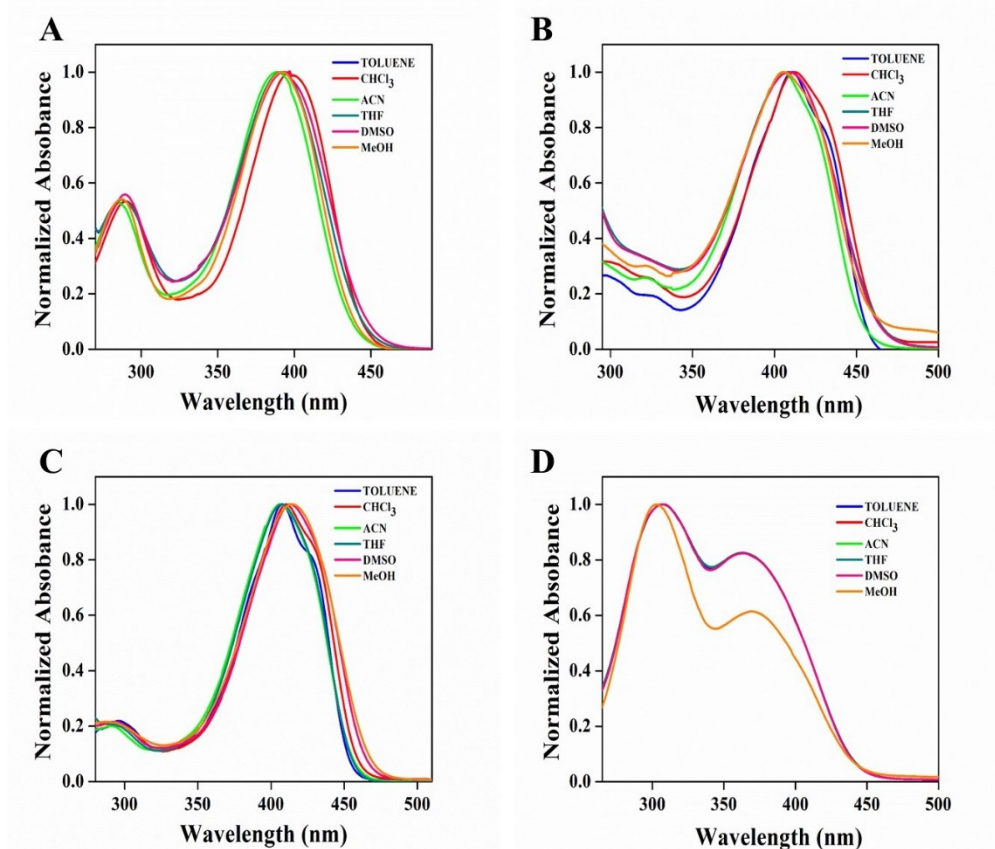 A
TOLUENE
CHCl3
ACN
THF
DMSO
MeOH
Normalized Absobance
1.0
0.8
0.6
0.4
0.2
0.0
300
350
400
450
Wavelength (nm)
B
TOLUENE
CHCl3
ACN
THF
DMSO
MeOH
Normalized Absobance
1.0
0.8
0.6
0.4
0.2
0.0
300
350
400
450
500
Wavelength (nm)
C
TOLUENE
CHCl3
ACN
THF
DMSO
MeOH
Normalized Absobance
1.0
0.8
0.6
0.4
0.2
0.0
300
350
400
450
500
Wavelength (nm)
D
TOLUENE
CHCl3
ACN
THF
DMSO
MeOH
Normalized Absobance
1.0
0.8
0.6
0.4
0.2
0.0
300
350
400
450
500
Wavelength (nm)